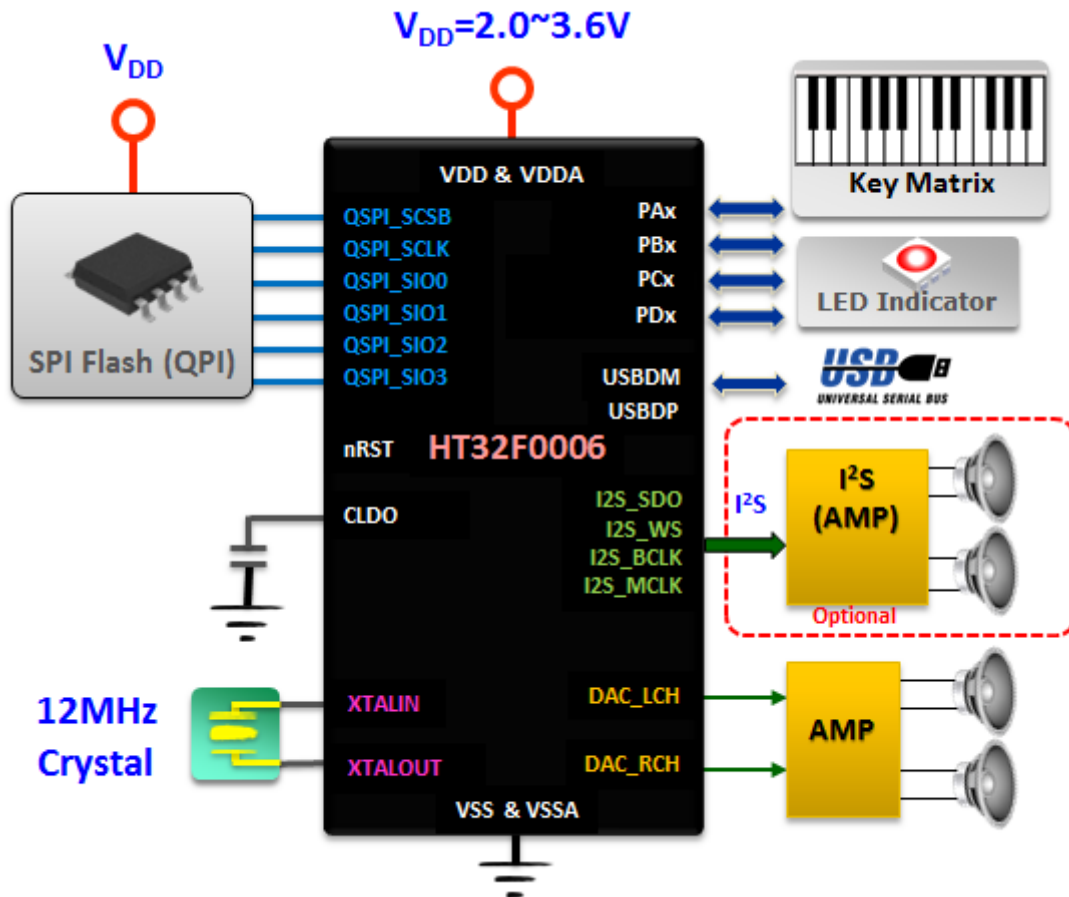 V_DD=2.0~3.6V
V_DD
VDD & VDDA
Key Matrix
QSPI_SCSB
QSPI_SCLK
QSPI_SIO0
QSPI_SIO1
QSPI_SIO2
QSPI_SIO3
SPI Flash (QPI)
PAx
PBx
PCx
PDx
LED Indicator
USBDM
USBDP
USB
UNIVERSAL SERIAL BUS
nRST
HT32F0006
CLDO
I2S_SDO
I2S_WS
I2S_BCLK
I2S_MCLK
I²S
I²S
(AMP)
Optional
12MHz
Crystal
XTALIN
XTALOUT
DAC_LCH
DAC_RCH
AMP
VSS & VSSA